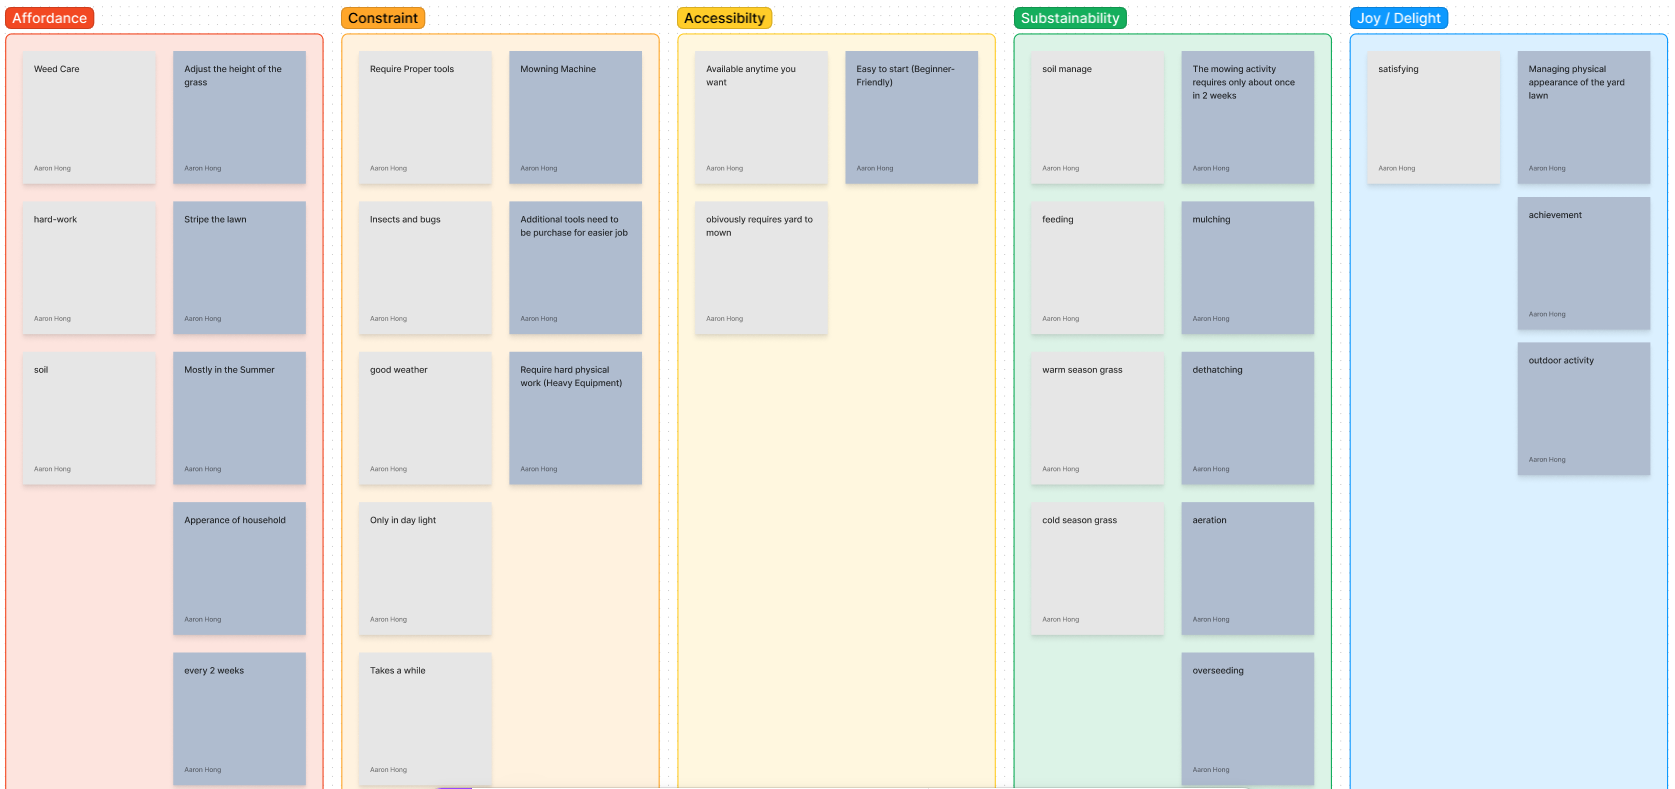 Affordance
Weed Care
Aaron Hong
Adjust the height of the
grass
Aaron Hong
hard-work
Aaron Hong
Stripe the lawn
Aaron Hong
soil
Aaron Hong
Mostly in the Summer
Aaron Hong
Apperance of household
Aaron Hong
every 2 weeks
Aaron Hong
Constraint
Require Proper tools
Aaron Hong
Mowning Machine
Aaron Hong
Insects and bugs
Aaron Hong
Additional tools need to
be purchase for easier job
Aaron Hong
good weather
Aaron Hong
Require hard physical
work (Heavy Equipment)
Aaron Hong
Only in day light
Aaron Hong
Takes a while
Aaron Hong
Accessibilty
Available anytime you
want
Aaron Hong
Easy to start (Beginner-
Friendly)
Aaron Hong
obivously requires yard to
mown
Aaron Hong
Substainability
soil manage
Aaron Hong
The mowing activity
requires only about once
in 2 weeks
Aaron Hong
feeding
Aaron Hong
mulching
Aaron Hong
warm season grass
Aaron Hong
dethatching
Aaron Hong
cold season grass
Aaron Hong
aeration
Aaron Hong
overseeding
Aaron Hong
Joy / Delight
satisfying
Aaron Hong
Managing physical
appearance of the yard
lawn
Aaron Hong
achievement
Aaron Hong
outdoor activity
Aaron Hong